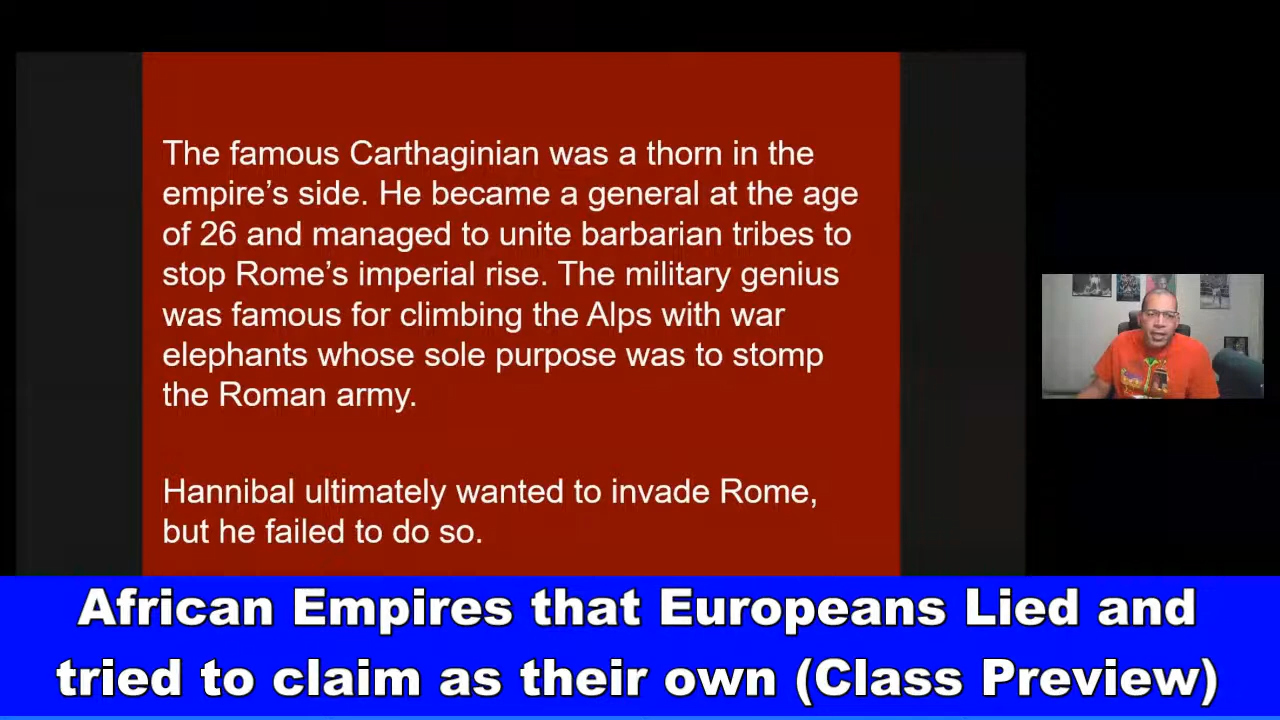 The famous Carthaginian was a thorn in the
empire’s side. He became a general at the age
of 26 and managed to unite barbarian tribes to
stop Rome’s imperial rise. The military genius
was famous for climbing the Alps with war
elephants whose sole purpose was to stomp
the Roman army.
Hannibal ultimately wanted to invade Rome,
but he failed to do so.
African Empires that Europeans Lied and
tried to claim as their own (Class Preview)